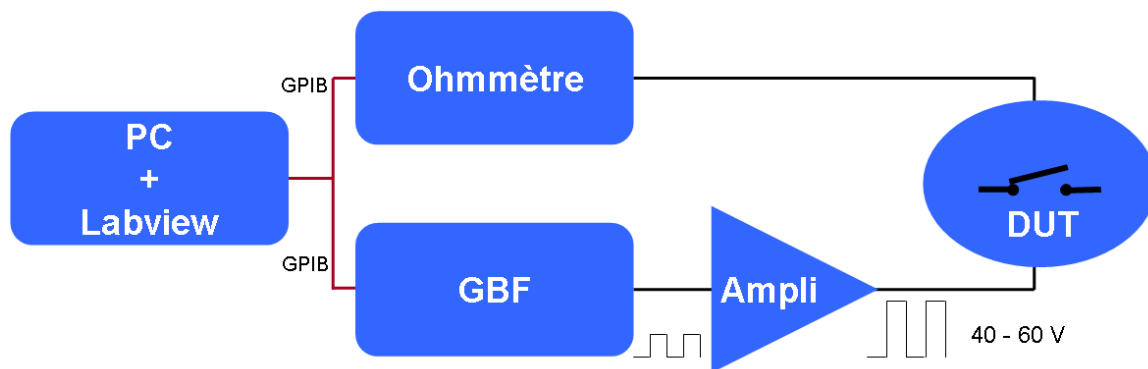 GPIB
Ohmmètre
PC
+
Labview
DUT
GPIB
GBF
Ampli
40 - 60 V